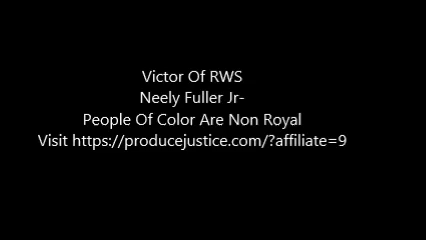 Victor Of RWS
Neely Fuller Jr-
People Of Color Are Non Royal
Visit https://producejustice.com/?affiliate=9